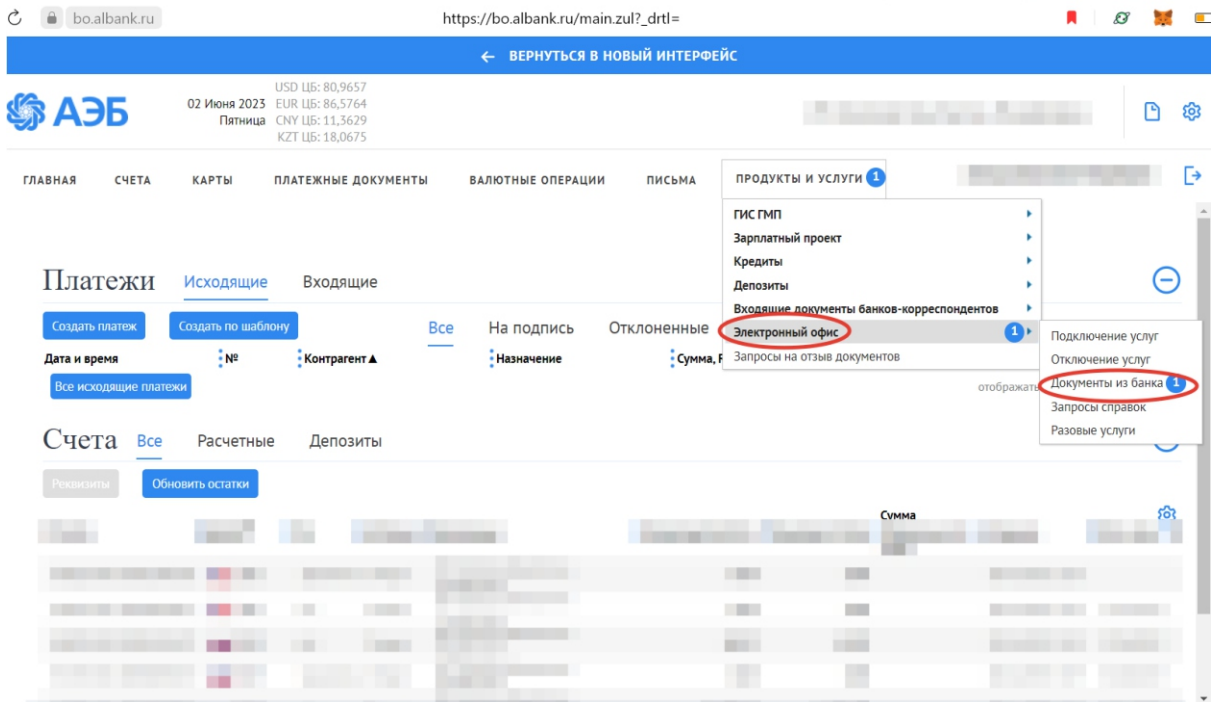 bo.albank.ru
https://bo.albank.ru/main.zul?_drtl=
← ВЕРНУТЬСЯ В НОВЫЙ ИНТЕРФЕЙС
АЭБ
02 Июня 2023
Пятница
USD ЦБ: 80,9657
EUR ЦБ: 86,5764
CNY ЦБ: 11,3629
KZT ЦБ: 18,0675
ГЛАВНАЯ СЧЕТА КАРТЫ ПЛАТЕЖНЫЕ ДОКУМЕНТЫ ВАЛЮТНЫЕ ОПЕРАЦИИ ПИСЬМА ПРОДУКТЫ И УСЛУГИ 1
ГИС ГМП
Зарплатный проект
Кредиты
Депозиты
Входящие документы банков-корреспондентов
Электронный офис 1
Запросы на отзыв документов
Подключение услуг
Отключение услуг
Документы из банка 1
Запросы справок
Разовые услуги
Платежи Исходящие Входящие
Создать платеж Создать по шаблону Все На подпись Отклоненные
Дата и время № Контрагент▲ Назначение Сумма,
Все исходящие платежи отображать
Счета Все Расчетные Депозиты
Реквизиты Обновить остатки
Сумма